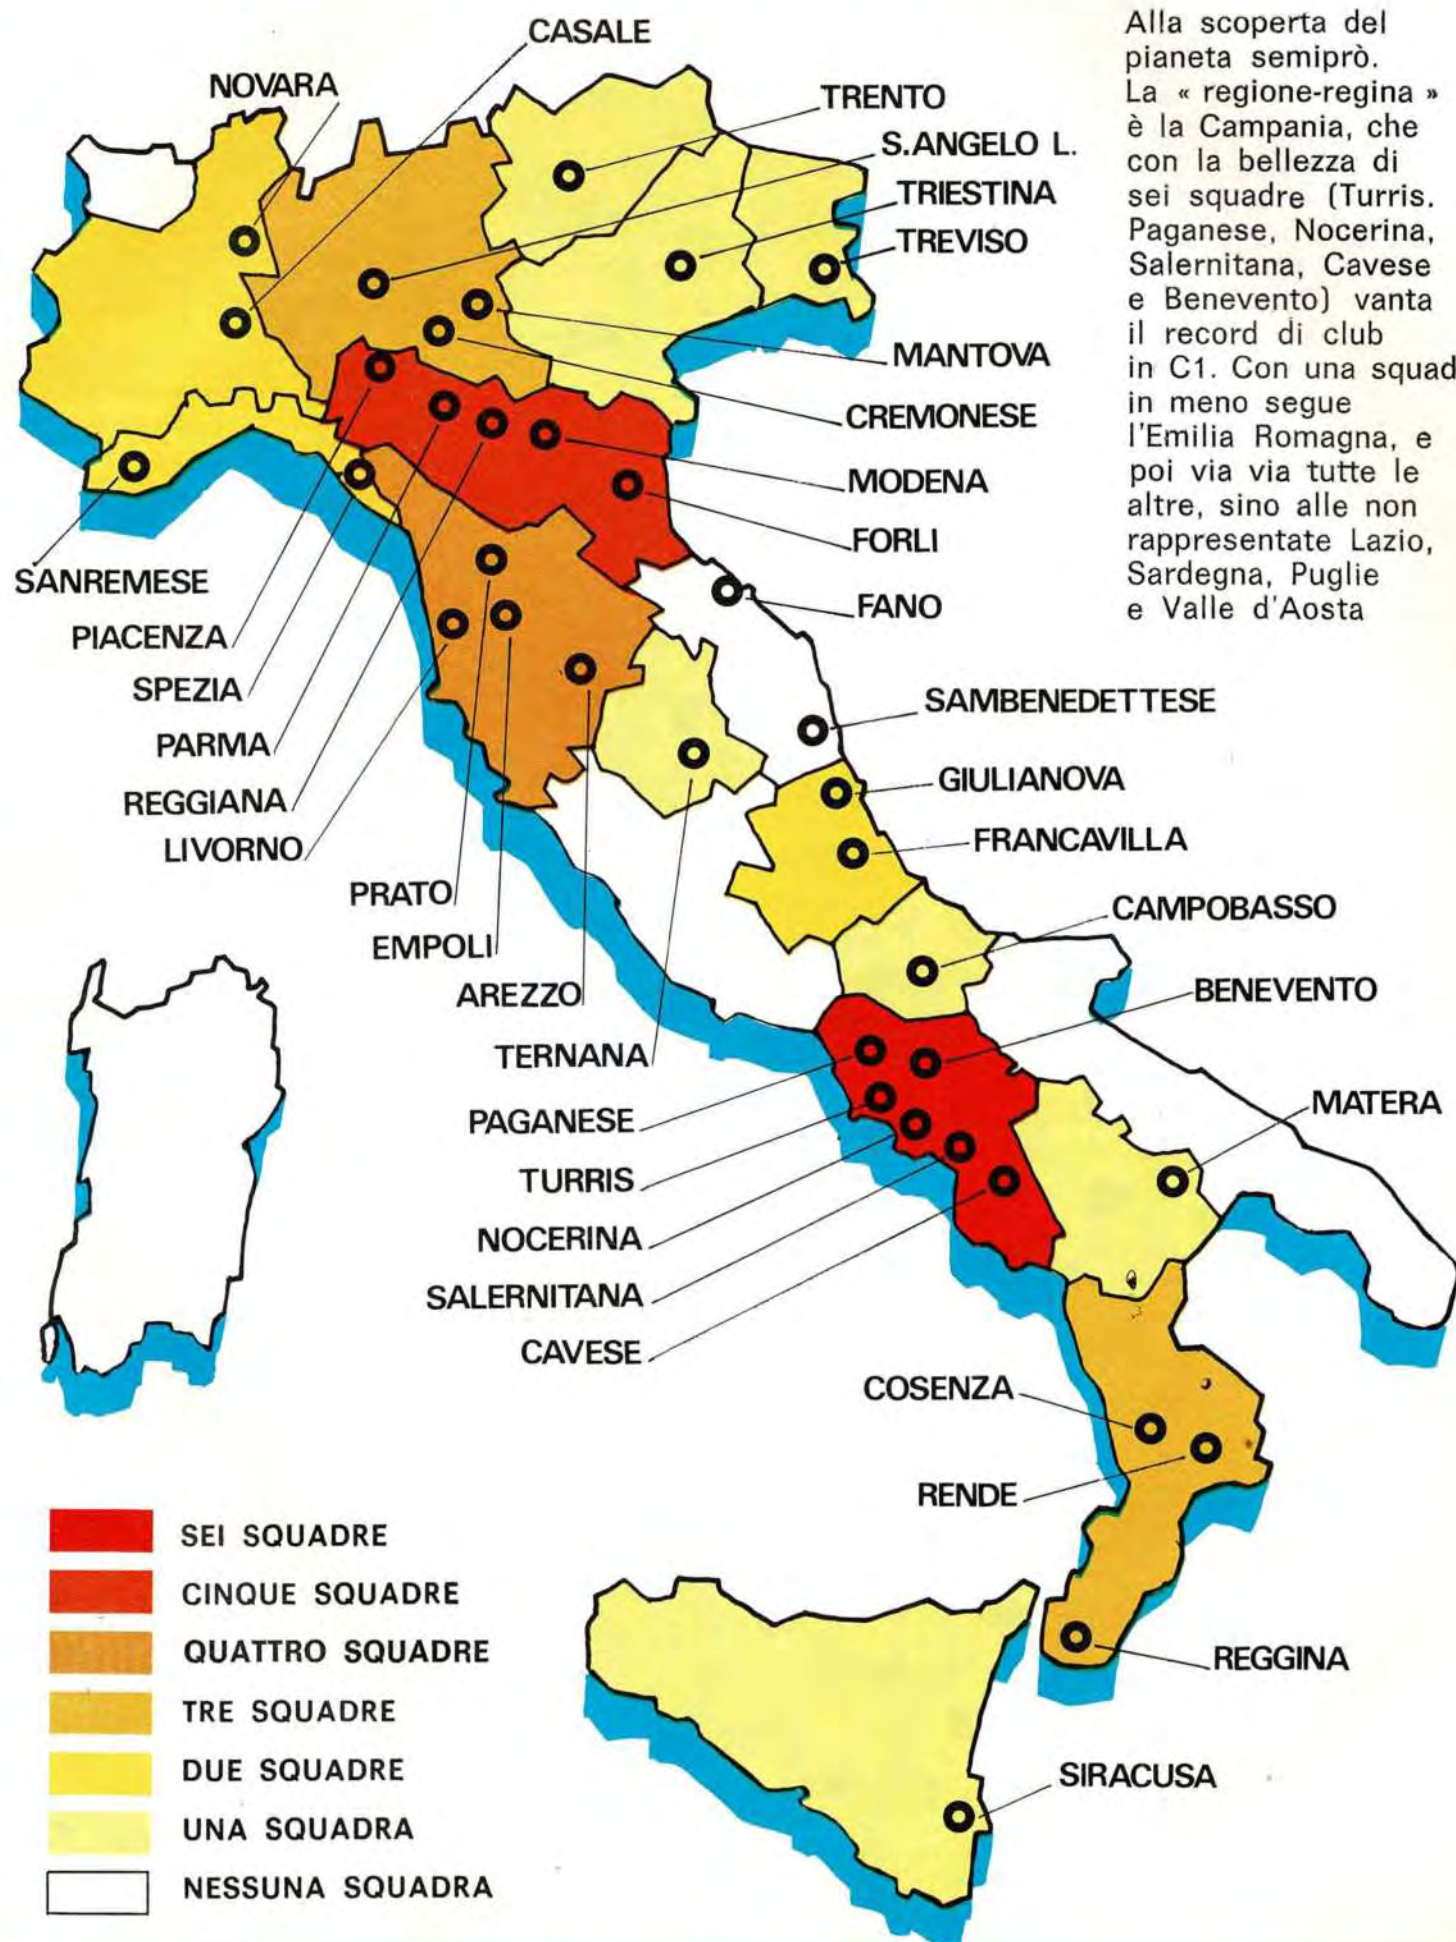 CASALE
NOVARA
TRENTO
S.ANGELO L.
TRIESTINA
TREVISO
MANTOVA
CREMONESE
MODENA
FORLI
FANO
SANREMESE
PIACENZA
SPEZIA
PARMA
REGGIANA
LIVORNO
PRATO
EMPOLI
AREZZO
TERNANA
SAMBENEDETTESE
GIULIANOVA
FRANCAVILLA
CAMPOBASSO
BENEVENTO
MATERA
PAGANESE
TURRIS
NOCERINA
SALERNITANA
CAVESE
COSENZA
RENDE
REGGINA
SIRACUSA
Alla scoperta del
pianeta semiprò.
La « regione-regina »
è la Campania, che
con la bellezza di
sei squadre (Turris.
Paganese, Nocerina,
Salernitana, Cavese
e Benevento) vanta
il record di club
in C1. Con una squad
in meno segue
l'Emilia Romagna, e
poi via via tutte le
altre, sino alle non
rappresentate Lazio,
Sardegna, Puglie
e Valle d'Aosta
SEI SQUADRE
CINQUE SQUADRE
QUATTRO SQUADRE
TRE SQUADRE
DUE SQUADRE
UNA SQUADRA
NESSUNA SQUADRA